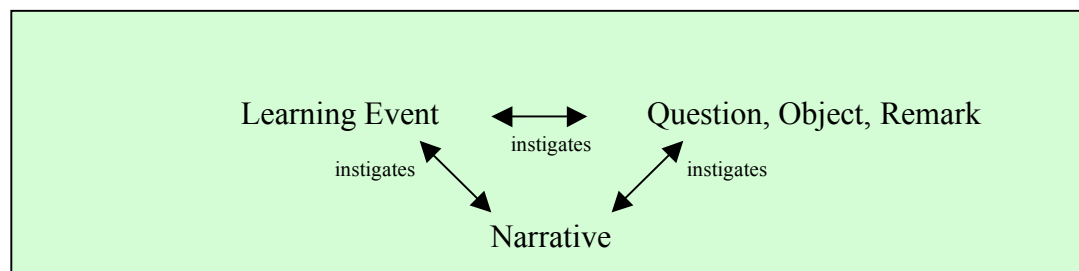 Learning Event
Question, Object, Remark
instigates
instigates
instigates
Narrative